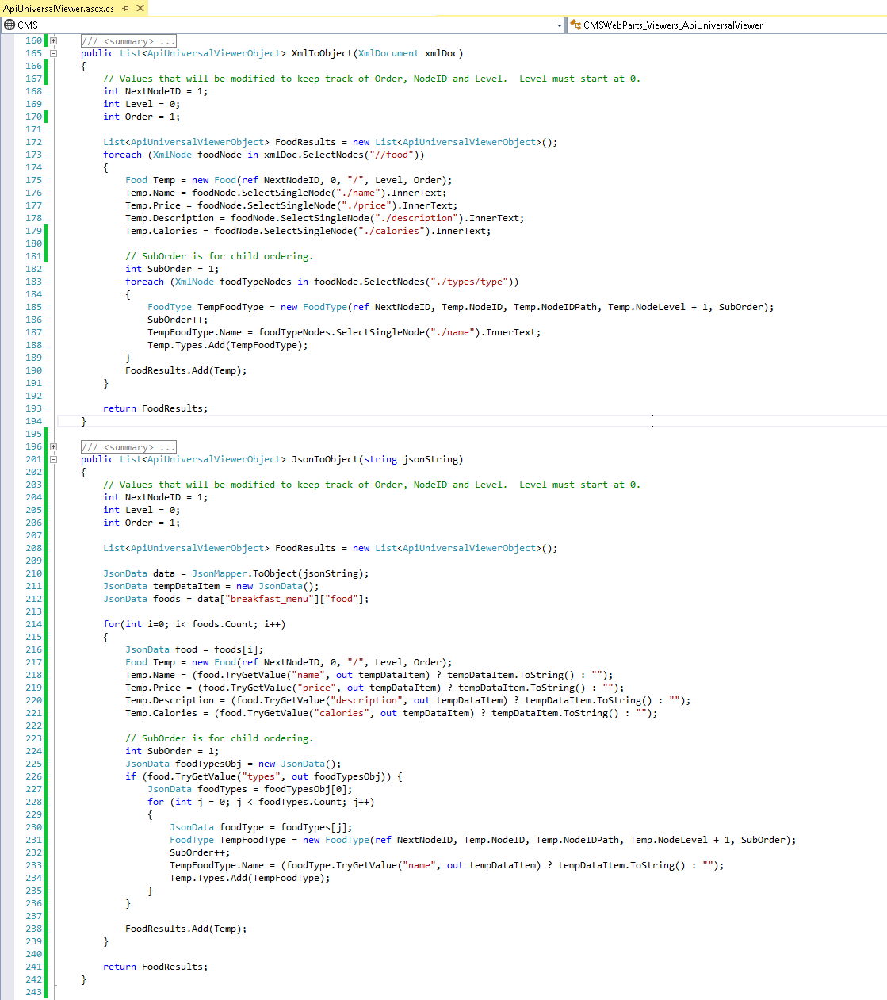 ApiUniversalViewer.ascx.cs
CMS CMSWebParts_Viewers_ApiUniversalViewer
160 /// <summary> ...
165 public List<ApiUniversalViewerObject> XmlToObject(XmlDocument xmlDoc)
166 {
167 // Values that will be modified to keep track of Order, NodeID and Level.  Level must start at 0.
168 int NextNodeID = 1;
169 int Level = 0;
170 int Order = 1;
171
172 List<ApiUniversalViewerObject> FoodResults = new List<ApiUniversalViewerObject>();
173 foreach (XmlNode foodNode in xmlDoc.SelectNodes("//food"))
174 {
175 Food Temp = new Food(ref NextNodeID, 0, "/", Level, Order);
176 Temp.Name = foodNode.SelectSingleNode("./name").InnerText;
177 Temp.Price = foodNode.SelectSingleNode("./price").InnerText;
178 Temp.Description = foodNode.SelectSingleNode("./description").InnerText;
179 Temp.Calories = foodNode.SelectSingleNode("./calories").InnerText;
180
181 // SubOrder is for child ordering.
182 int SubOrder = 1;
183 foreach (XmlNode foodTypeNodes in foodNode.SelectNodes("./types/type"))
184 {
185 FoodType TempFoodType = new FoodType(ref NextNodeID, Temp.NodeID, Temp.NodeIDPath, Temp.NodeLevel + 1, SubOrder);
186 SubOrder++;
187 TempFoodType.Name = foodTypeNodes.SelectSingleNode("./name").InnerText;
188 Temp.Types.Add(TempFoodType);
189 }
190 FoodResults.Add(Temp);
191 }
192
193 return FoodResults;
194 }
195
196 /// <summary> ...
201 public List<ApiUniversalViewerObject> JsonToObject(string jsonString)
202 {
203 // Values that will be modified to keep track of Order, NodeID and Level.  Level must start at 0.
204 int NextNodeID = 1;
205 int Level = 0;
206 int Order = 1;
207
208 List<ApiUniversalViewerObject> FoodResults = new List<ApiUniversalViewerObject>();
209
210 JsonData data = JsonMapper.ToObject(jsonString);
211 JsonData tempDataItem = new JsonData();
212 JsonData foods = data["breakfast_menu"]["food"];
213
214 for(int i=0; i< foods.Count; i++)
215 {
216 JsonData food = foods[i];
217 Food Temp = new Food(ref NextNodeID, 0, "/", Level, Order);
218 Temp.Name = (food.TryGetValue("name", out tempDataItem) ? tempDataItem.ToString() : "");
219 Temp.Price = (food.TryGetValue("price", out tempDataItem) ? tempDataItem.ToString() : "");
220 Temp.Description = (food.TryGetValue("description", out tempDataItem) ? tempDataItem.ToString() : "");
221 Temp.Calories = (food.TryGetValue("calories", out tempDataItem) ? tempDataItem.ToString() : "");
222
223 // SubOrder is for child ordering.
224 int SubOrder = 1;
225 JsonData foodTypesObj = new JsonData();
226 if (food.TryGetValue("types", out foodTypesObj)) {
227 JsonData foodTypes = foodTypesObj[0];
228 for (int j = 0; j < foodTypes.Count; j++)
229 {
230 JsonData foodType = foodTypes[j];
231 FoodType TempFoodType = new FoodType(ref NextNodeID, Temp.NodeID, Temp.NodeIDPath, Temp.NodeLevel + 1, SubOrder);
232 SubOrder++;
233 TempFoodType.Name = (foodType.TryGetValue("name", out tempDataItem) ? tempDataItem.ToString() : "");
234 Temp.Types.Add(TempFoodType);
235 }
236 }
237
238 FoodResults.Add(Temp);
239 }
240
241 return FoodResults;
242 }
243